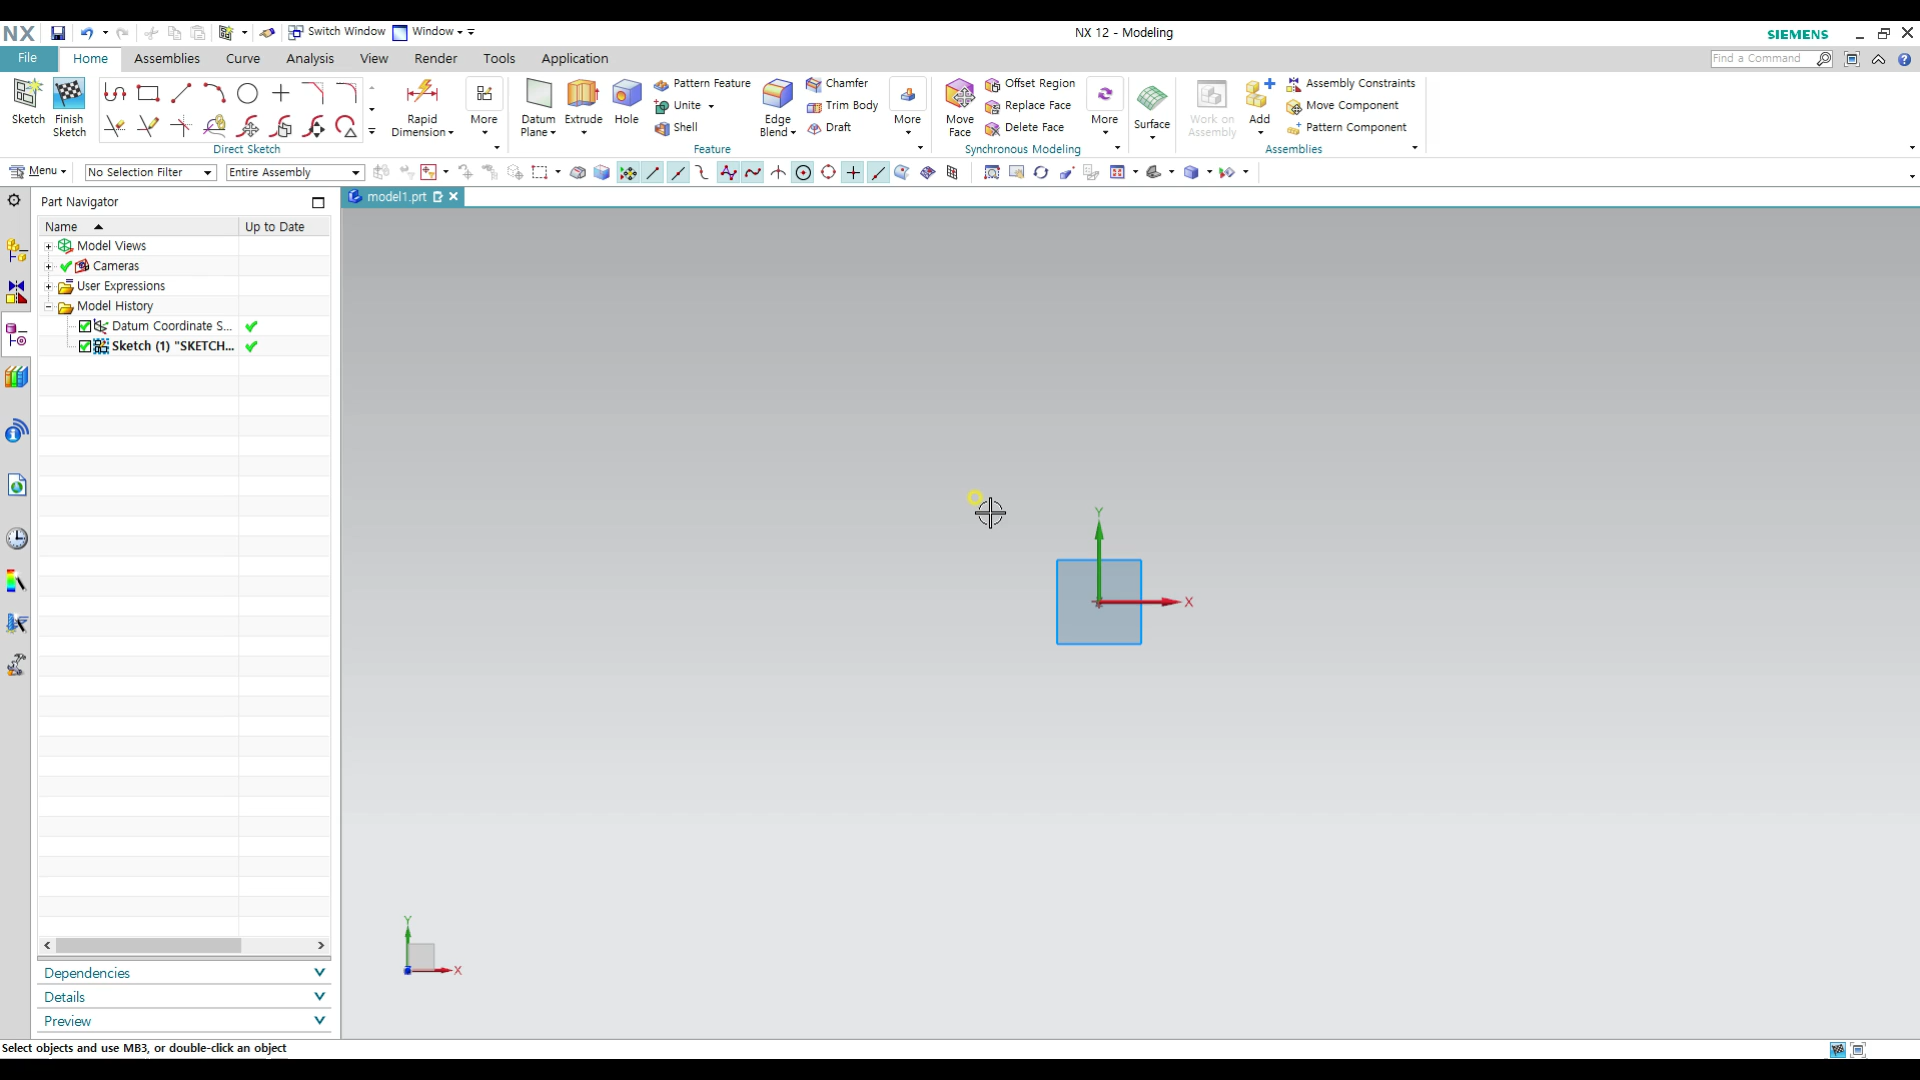 NX Switch Window Window NX 12 - Modeling SIEMENS
File Home Assemblies Curve Analysis View Render Tools Application Find a Command
Sketch Finish Sketch Rapid Dimension More Datum Plane Extrude Hole Pattern Feature Unite Shell Edge Blend Chamfer Trim Body Draft More Move Face Offset Region Replace Face Delete Face More Surface Work on Assembly Add Assembly Constraints Move Component Pattern Component
Direct Sketch Feature Synchronous Modeling Assemblies
Menu No Selection Filter Entire Assembly
Part Navigator model1.prt
Name Up to Date
Model Views
Cameras
User Expressions
Model History
Datum Coordinate S...
Sketch (1) "SKETCH...
Y
X
Y
X
Dependencies
Details
Preview
Select objects and use MB3, or double-click an object